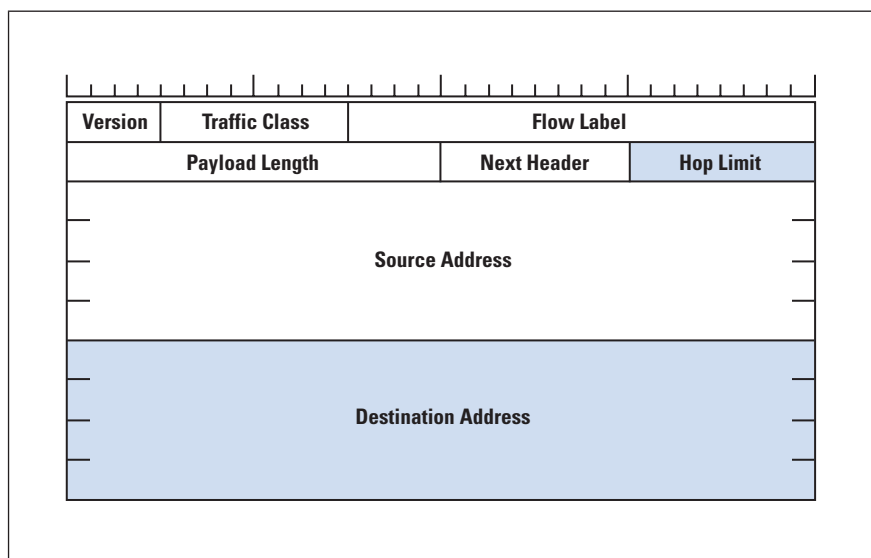 Version Traffic Class Flow Label
Payload Length Next Header Hop Limit
Source Address
Destination Address